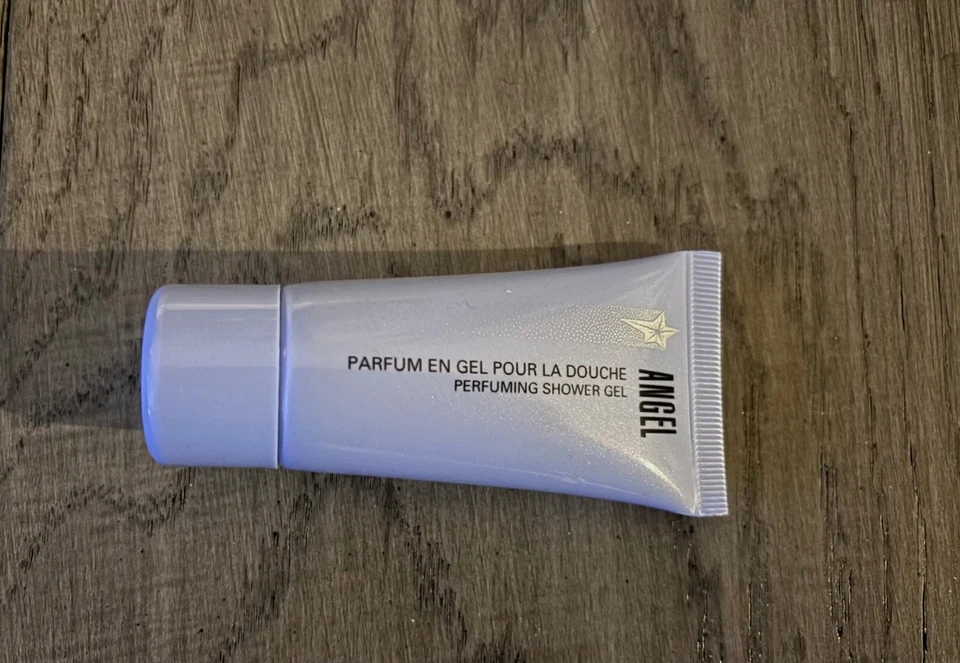 PARFUM EN GEL POUR LA DOUCHE
PERFUMING SHOWER GEL
ANGEL